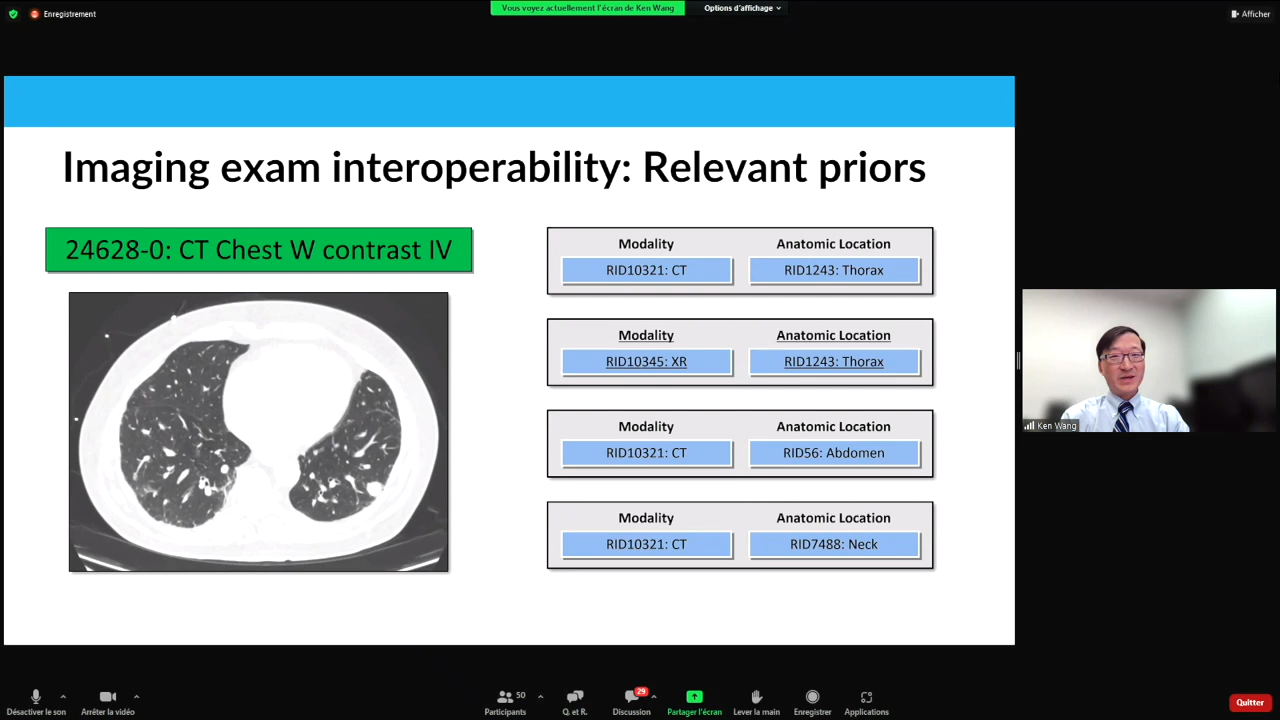 Enregistrement
Vous voyez actuellement l'écran de Ken Wang
Options d'affichage
Afficher
Imaging exam interoperability: Relevant priors
24628-0: CT Chest W contrast IV
Modality
Anatomic Location
RID10321: CT
RID1243: Thorax
Modality
Anatomic Location
RID10345: XR
RID1243: Thorax
Modality
Anatomic Location
RID10321: CT
RID56: Abdomen
Modality
Anatomic Location
RID10321: CT
RID7488: Neck
Ken Wang
Désactiver le son
Arrêter la vidéo
50
Participants
Q. et R.
29
Discussion
Partager l'écran
Lever la main
Enregistrer
Applications
Quitter